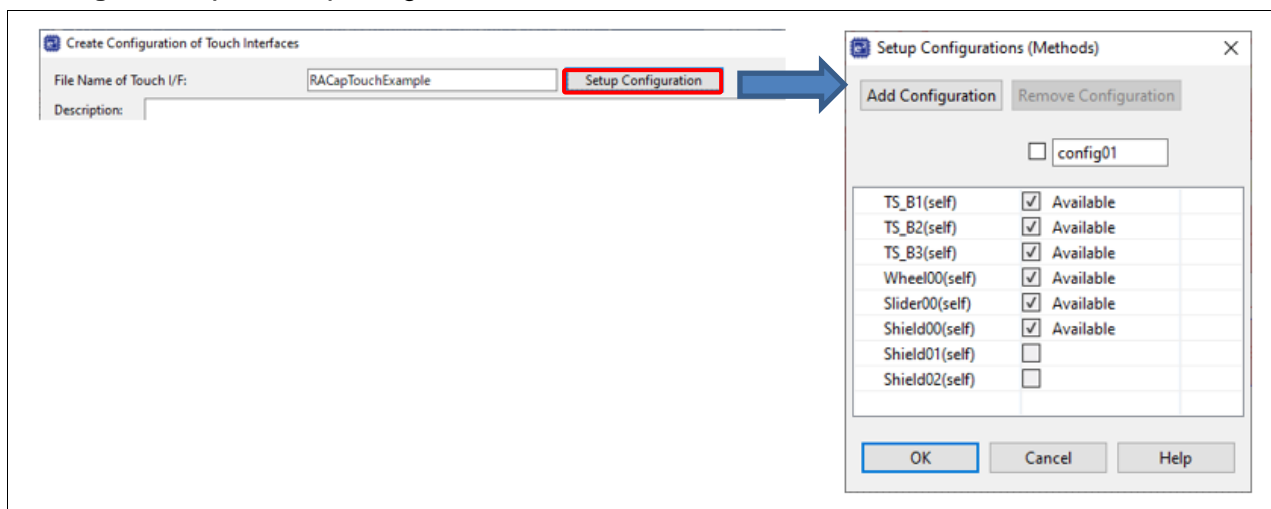 Create Configuration of Touch Interfaces
File Name of Touch I/F: RACapTouchExample Setup Configuration
Description:
Setup Configurations (Methods)
Add Configuration Remove Configuration
config01
TS_B1(self) Available
TS_B2(self) Available
TS_B3(self) Available
Wheel00(self) Available
Slider00(self) Available
Shield00(self) Available
Shield01(self)
Shield02(self)
OK Cancel Help